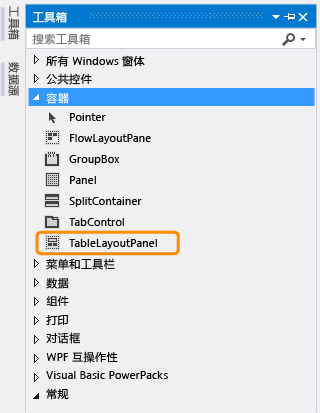 工具箱
数据源
工具箱
搜索工具箱
所有 Windows 窗体
公共控件
容器
Pointer
FlowLayoutPane
GroupBox
Panel
SplitContainer
TabControl
TableLayoutPanel
菜单和工具栏
数据
组件
打印
对话框
WPF 互操作性
Visual Basic PowerPacks
常规